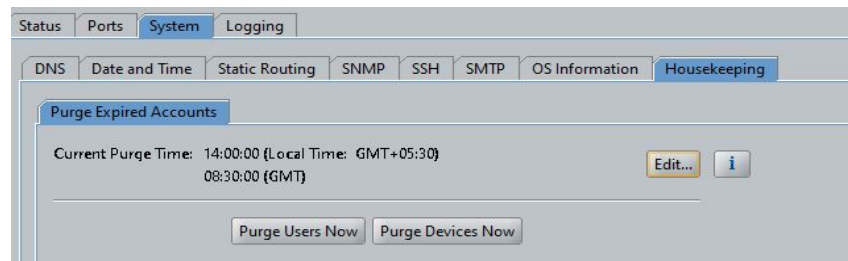 Status Ports System Logging
DNS Date and Time Static Routing SNMP SSH SMTP OS Information Housekeeping
Purge Expired Accounts
Current Purge Time: 14:00:00 (Local Time: GMT+05:30) Edit... i
08:30:00 (GMT)
Purge Users Now Purge Devices Now